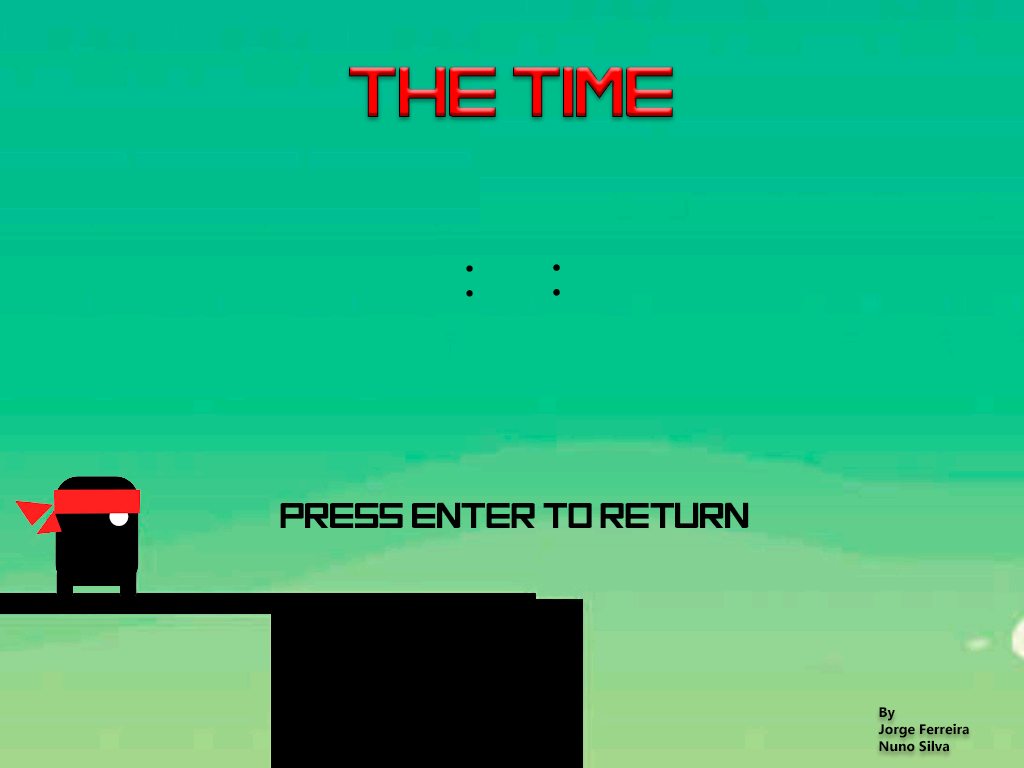 THE TIME
: :
PRESS ENTER TO RETURN
By
Jorge Ferreira
Nuno Silva